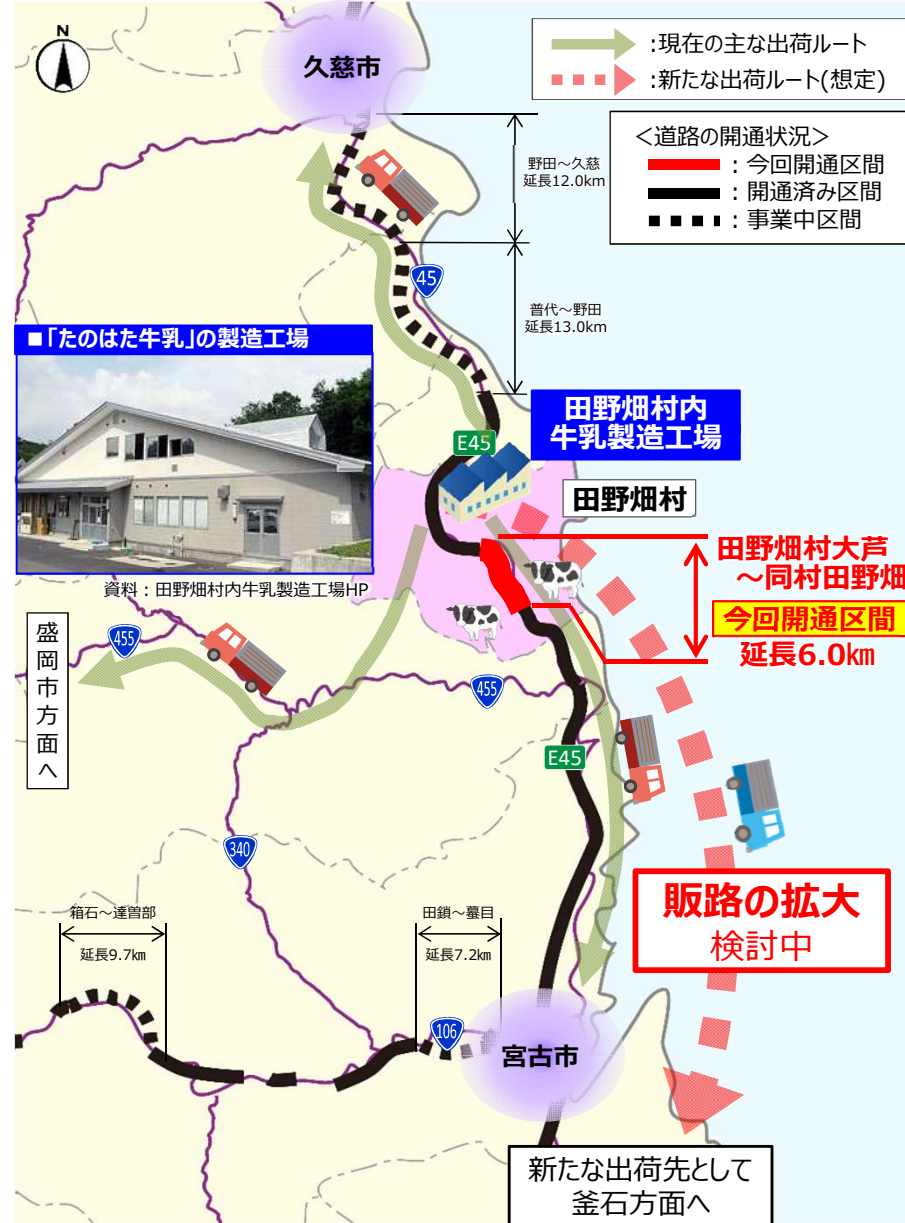 N
久慈市
:現在の主な出荷ルート
:新たな出荷ルート(想定)
＜道路の開通状況＞
：今回開通区間
：開通済み区間
：事業中区間
野田～久慈
延長12.0km
45
普代～野田
延長13.0km
■「たのはた牛乳」の製造工場
資料：田野畑村内牛乳製造工場HP
田野畑村内
牛乳製造工場
E45
田野畑村
田野畑村大芦
～同村田野畑
今回開通区間
延長6.0㎞
盛岡市方面へ
455
455
E45
340
販路の拡大
検討中
箱石～達曽部
延長9.7㎞
田鎖～蟇目
延長7.2㎞
106
宮古市
新たな出荷先として
釜石方面へ